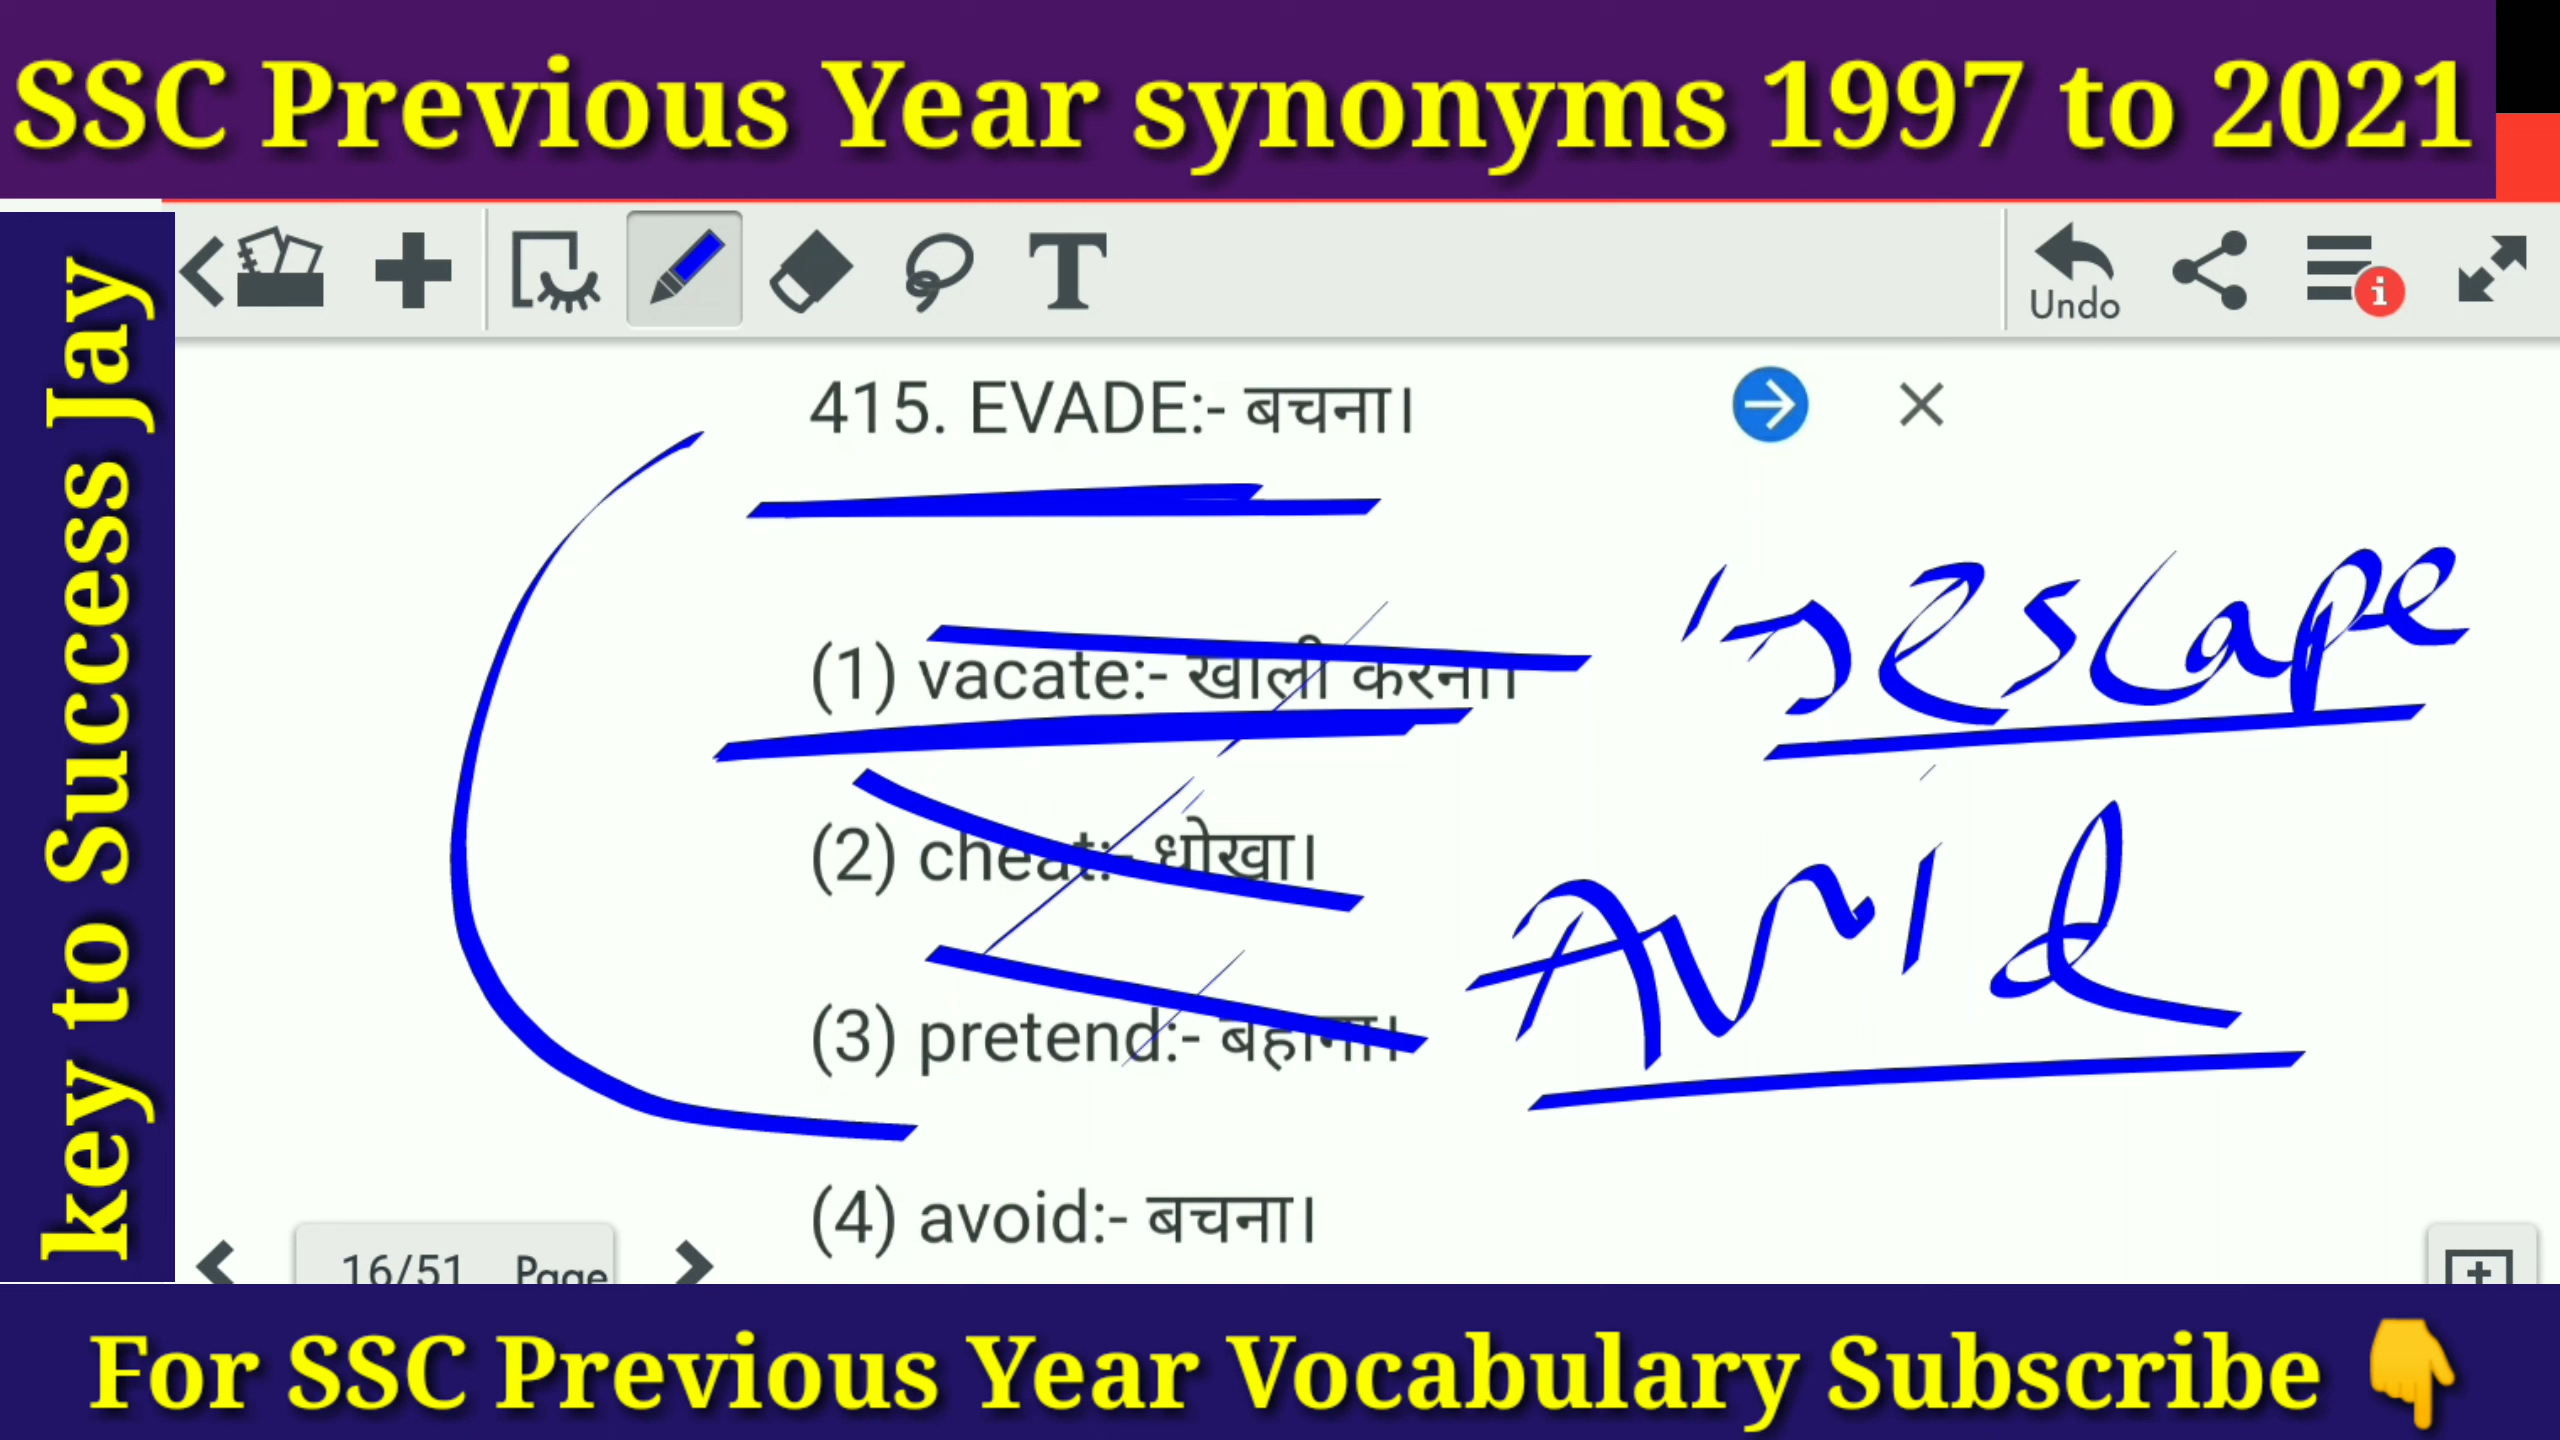 SSC Previous Year synonyms 1997 to 2021
key to Success Jay
T
Undo
415. EVADE:- बचना।
(1) vacate:- खाली करना।
escape
(2) cheat:- धोखा।
Avoid
(3) pretend:- बहाना।
(4) avoid:- बचना।
16/51 Page
For SSC Previous Year Vocabulary Subscribe 👇